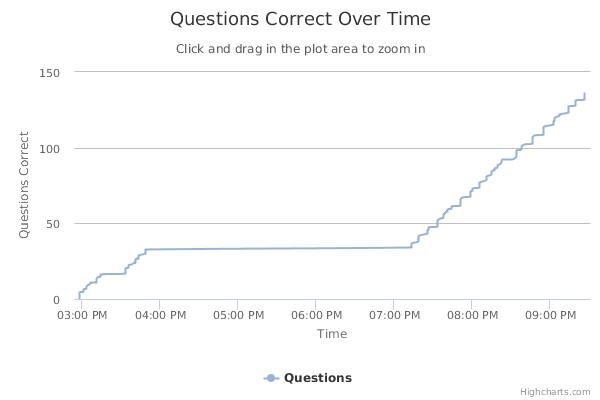 Questions Correct Over Time
Click and drag in the plot area to zoom in
150
100
50
0
Questions Correct
03:00 PM 04:00 PM 05:00 PM 06:00 PM 07:00 PM 08:00 PM 09:00 PM
Time
Questions
Highcharts.com